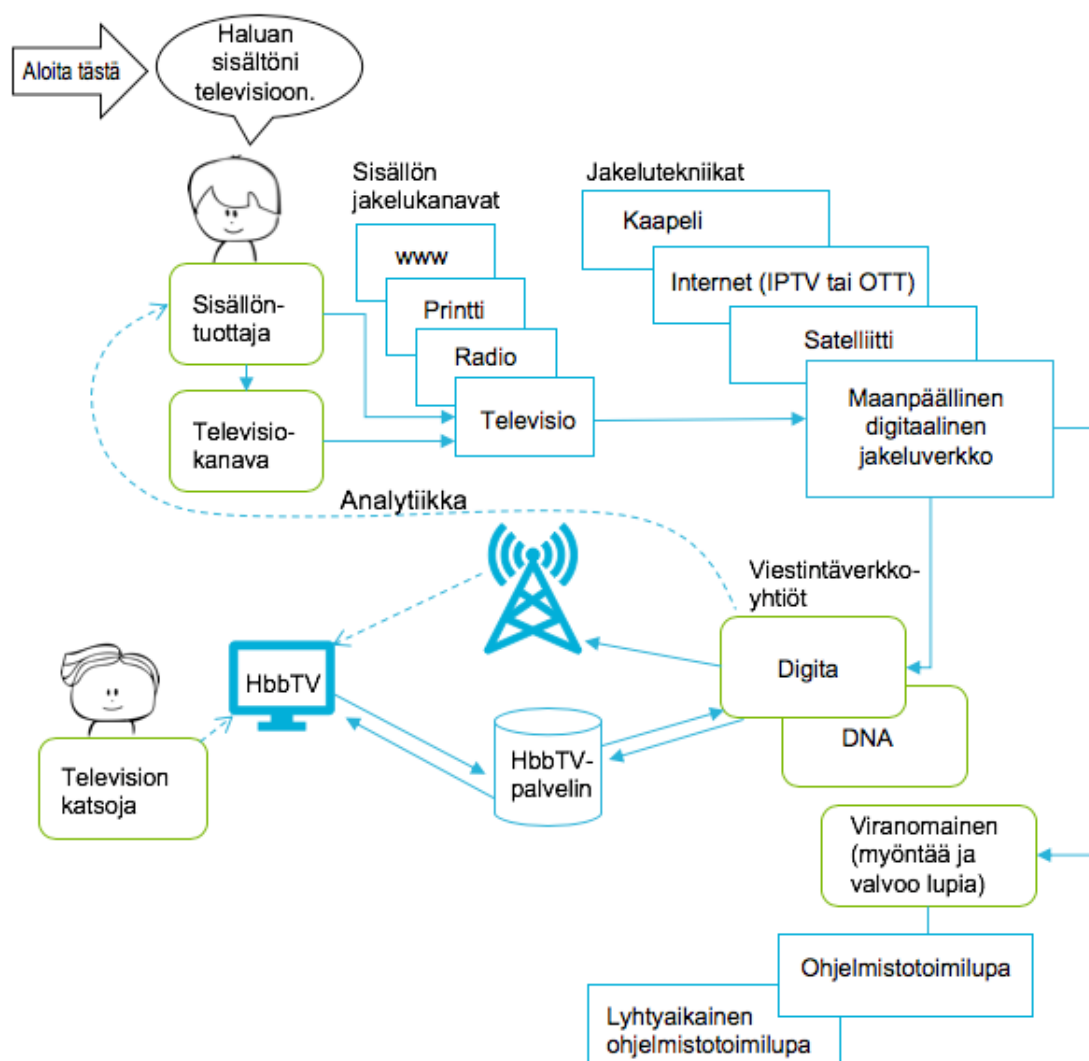 Aloita tästä
Haluan
sisältöni
televisioon.
Sisällön
jakelukanavat
www
Printti
Radio
Televisio
Jakelutekniikat
Kaapeli
Internet (IPTV tai OTT)
Satelliitti
Maanpäällinen
digitaalinen
jakeluverkko
Sisällön-
tuottaja
Televisio-
kanava
Analytiikka
Viestintäverkko-
yhtiöt
Digita
DNA
HbbTV
HbbTV-
palvelin
Television
katsoja
Viranomainen
(myöntää ja
valvoo lupia)
Ohjelmistotoimilupa
Lyhtyaikainen
ohjelmistotoimilupa